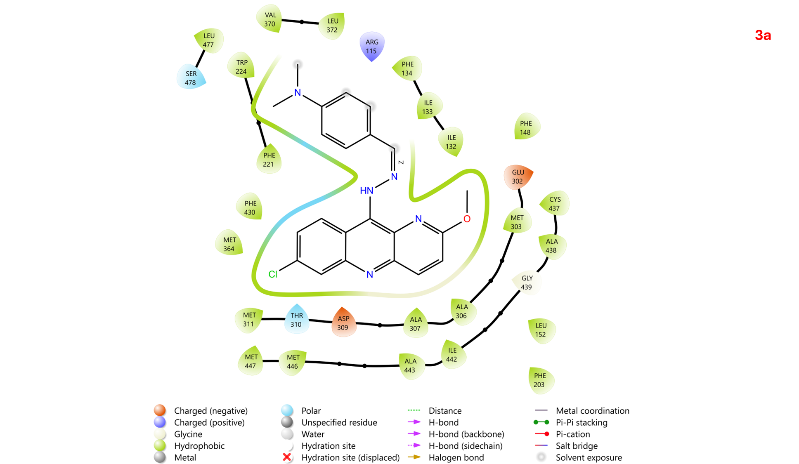 3a
VAL
370
LEU
372
LEU
477
ARG
115
SER
478
TRP
224
PHE
134
ILE
133
ILE
132
PHE
148
PHE
221
N
Z
N
HN
GLU
302
PHE
430
MET
364
N
O
CYS
437
MET
303
ALA
438
GLY
439
Cl
N
MET
311
THR
310
ASP
309
ALA
307
ALA
306
LEU
152
MET
447
MET
446
ALA
443
ILE
442
PHE
203
Charged (negative)
Charged (positive)
Glycine
Hydrophobic
Metal
Polar
Unspecified residue
Water
Hydration site
Hydration site (displaced)
Distance
H-bond
H-bond (backbone)
H-bond (sidechain)
Halogen bond
Metal coordination
Pi-Pi stacking
Pi-cation
Salt bridge
Solvent exposure